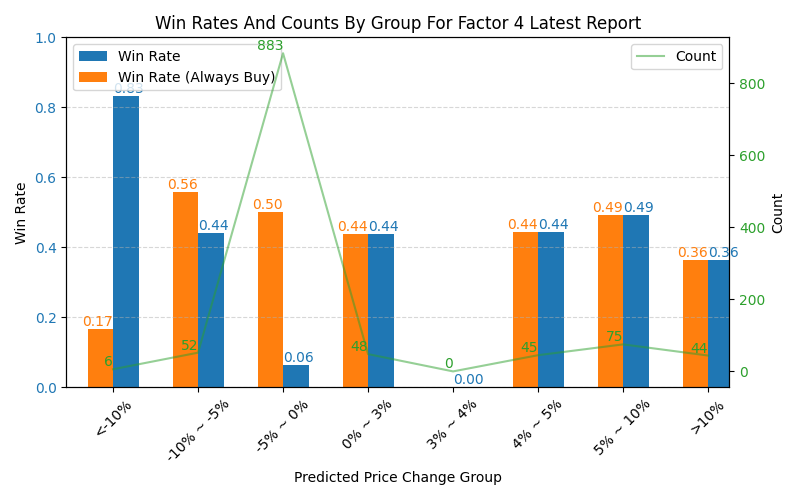 Win Rates And Counts By Group For Factor 4 Latest Report
Win Rate
Win Rate (Always Buy)
Count
1.0
0.8
0.6
0.4
0.2
0.0
Win Rate
800
600
400
200
0
Count
0.17
0.83
0.56
0.44
0.50
0.06
0.44
0.44
0.00
0.44
0.44
0.49
0.49
0.36
0.36
6
52
883
48
0
45
75
44
<-10%
-10% ~ -5%
-5% ~ 0%
0% ~ 3%
3% ~ 4%
4% ~ 5%
5% ~ 10%
>10%
Predicted Price Change Group